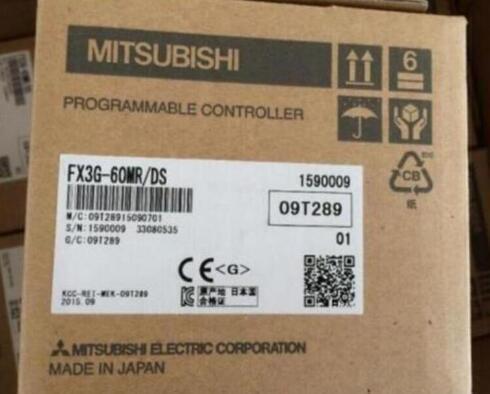 MITSUBISHI
6
PROGRAMMABLE CONTROLLER
CB
纸
FX3G-60MR/DS
1590009
M/C:09T28915090701
S/N:1590009 33080535
G/C:09T289
09T289
01
CE<G>
KCC-REI-MEK-09T289
2015.09
原产地 日本国
合格证
MITSUBISHI ELECTRIC CORPORATION
MADE IN JAPAN